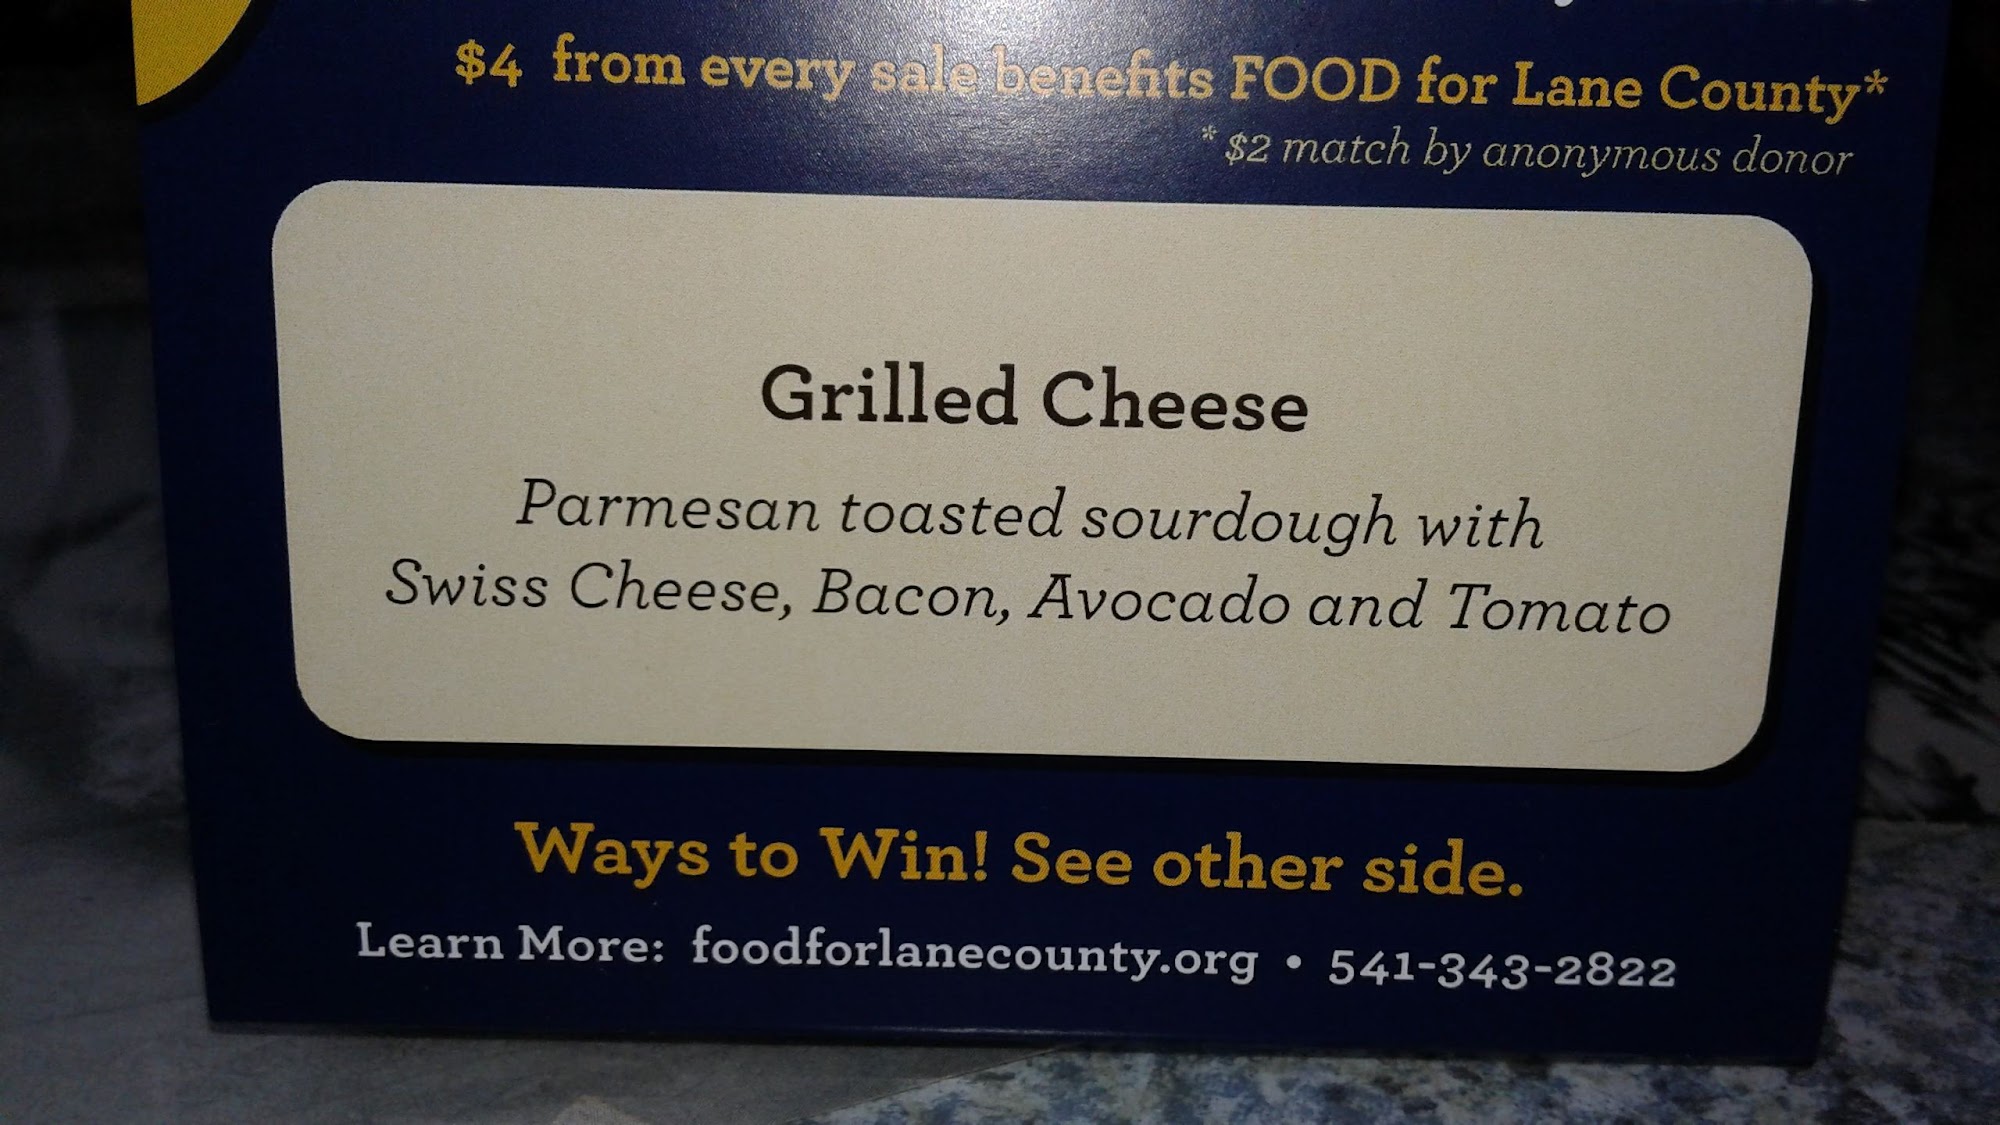 $4 from every sale benefits FOOD for Lane County*
* $2 match by anonymous donor
Grilled Cheese
Parmesan toasted sourdough with
Swiss Cheese, Bacon, Avocado and Tomato
Ways to Win! See other side.
Learn More: foodforlanecounty.org • 541-343-2822